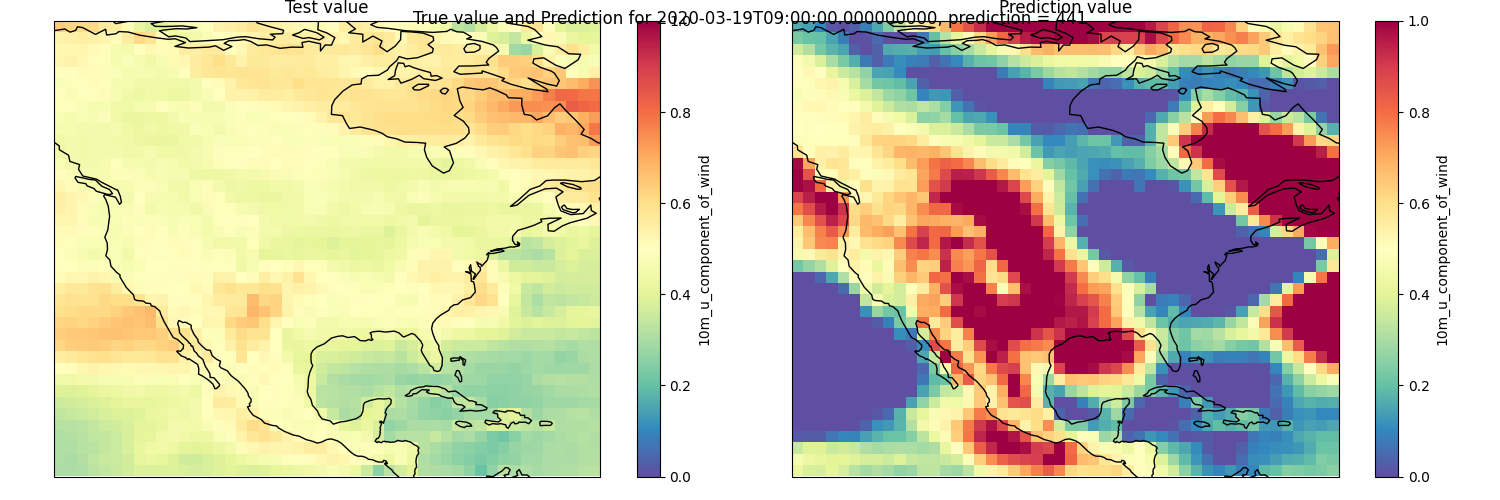 Test value
Prediction value
True value and Prediction for 2020-03-19T09:00:00.000000000, prediction = 441
1.0
0.8
0.6
0.4
0.2
0.0
10m_u_component_of_wind
1.0
0.8
0.6
0.4
0.2
0.0
10m_u_component_of_wind